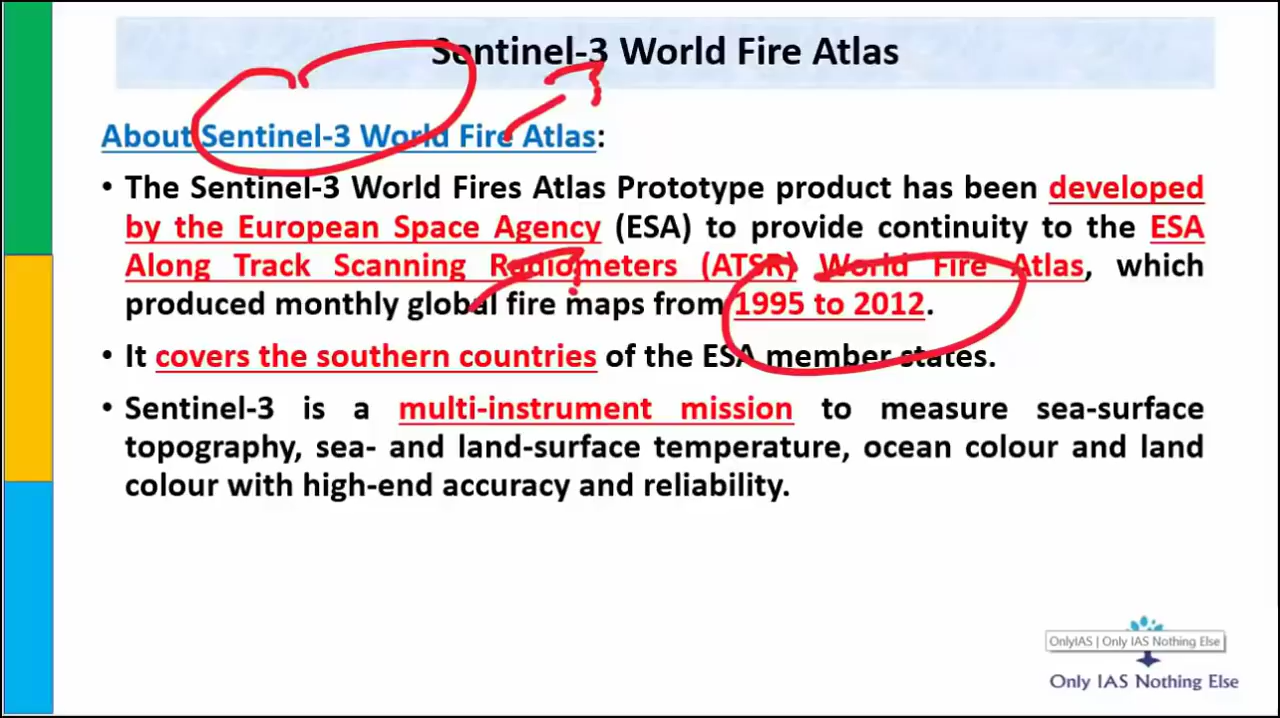 Sentinel-3 World Fire Atlas
About Sentinel-3 World Fire Atlas:
• The Sentinel-3 World Fires Atlas Prototype product has been developed
by the European Space Agency (ESA) to provide continuity to the ESA
Along Track Scanning Radiometers (ATSR) World Fire Atlas, which
produced monthly global fire maps from 1995 to 2012.
• It covers the southern countries of the ESA member states.
• Sentinel-3 is a multi-instrument mission to measure sea-surface
topography, sea- and land-surface temperature, ocean colour and land
colour with high-end accuracy and reliability.
OnlyIAS | Only IAS Nothing Else
Only IAS Nothing Else